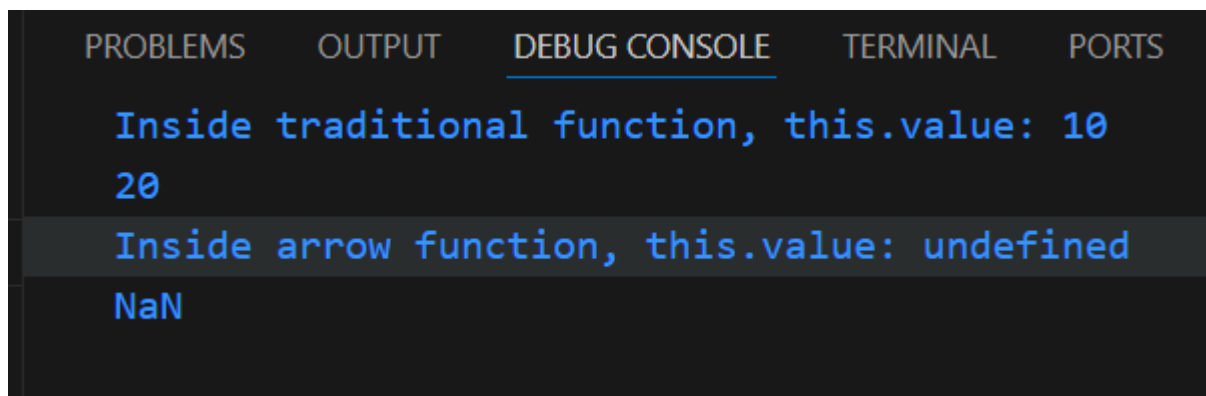 PROBLEMS OUTPUT DEBUG CONSOLE TERMINAL PORTS
Inside traditional function, this.value: 10
20
Inside arrow function, this.value: undefined
NaN